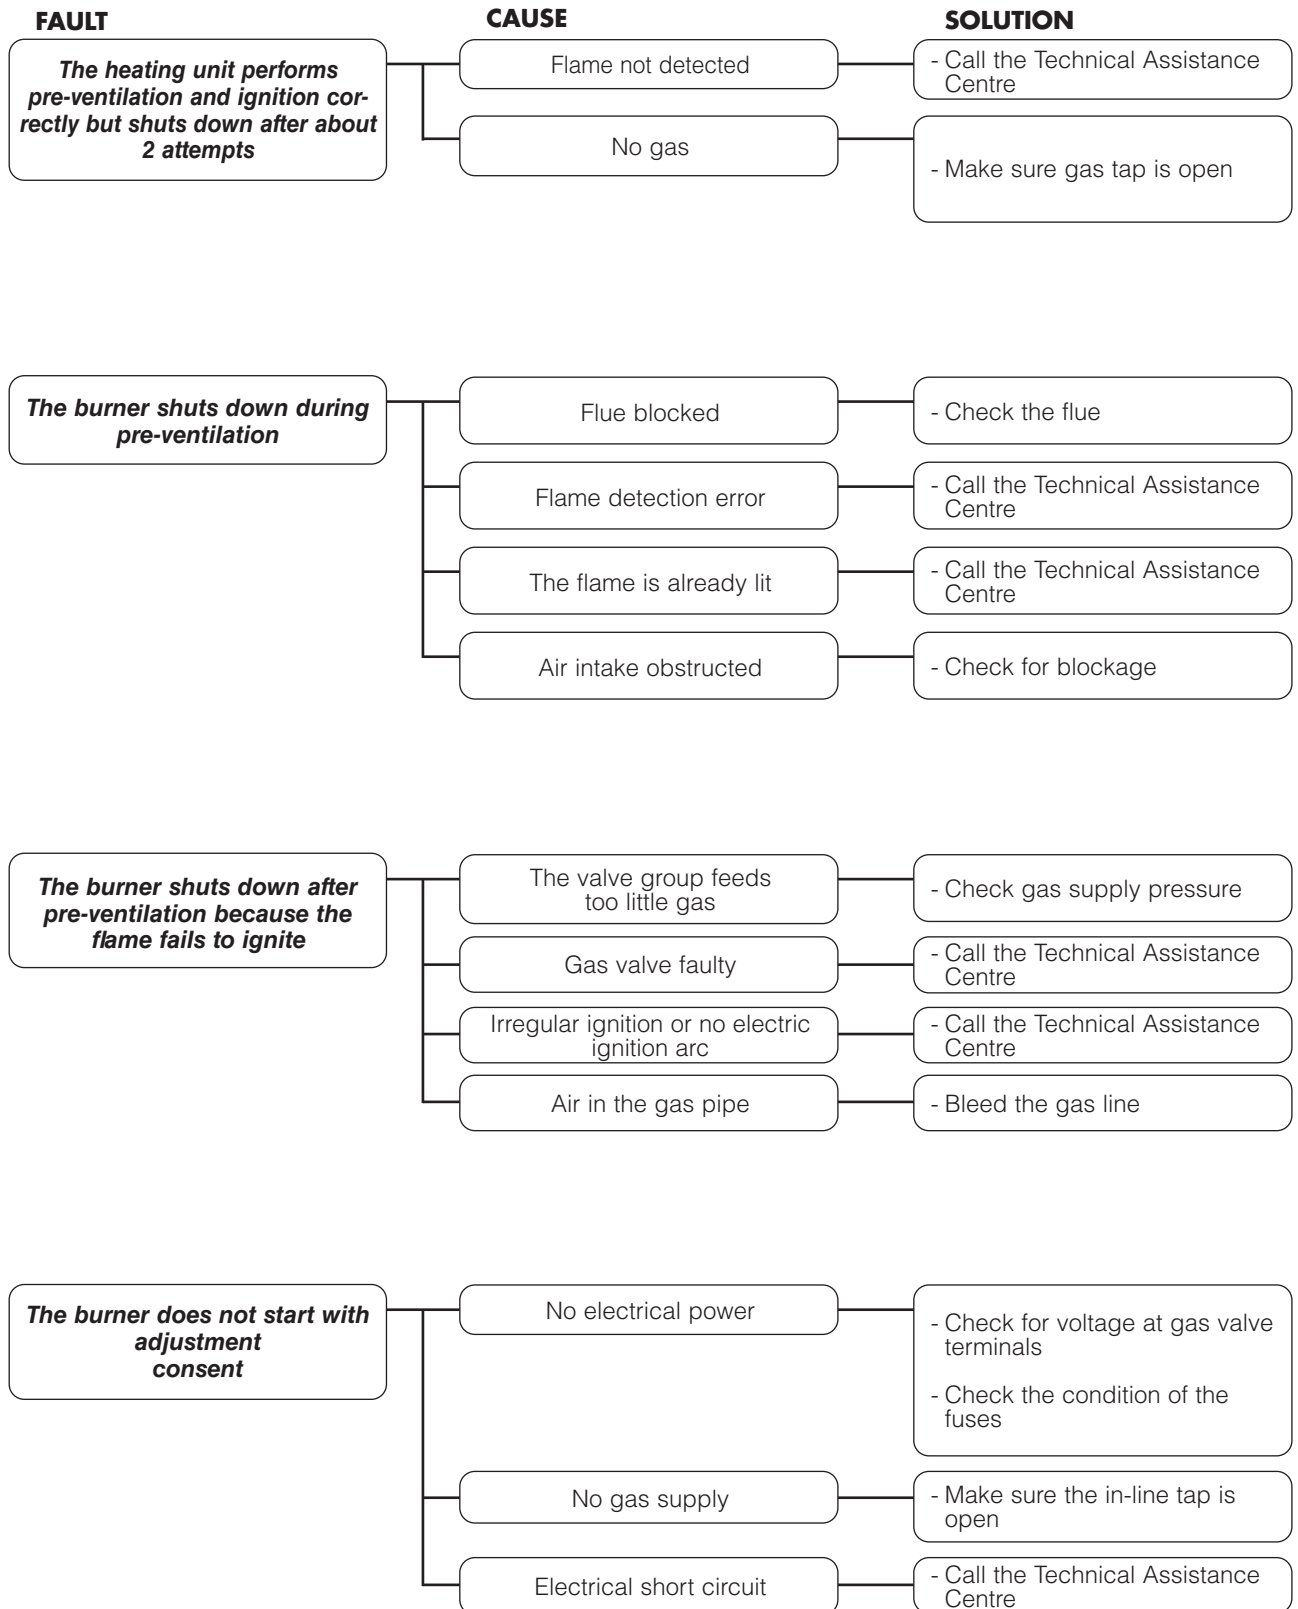 FAULT
CAUSE
SOLUTION
The heating unit performs
pre-ventilation and ignition cor-
rectly but shuts down after about
2 attempts
Flame not detected
- Call the Technical Assistance
Centre
No gas
- Make sure gas tap is open
The burner shuts down during
pre-ventilation
Flue blocked
- Check the flue
Flame detection error
- Call the Technical Assistance
Centre
The flame is already lit
- Call the Technical Assistance
Centre
Air intake obstructed
- Check for blockage
The burner shuts down after
pre-ventilation because the
flame fails to ignite
The valve group feeds
too little gas
- Check gas supply pressure
Gas valve faulty
- Call the Technical Assistance
Centre
Irregular ignition or no electric
ignition arc
- Call the Technical Assistance
Centre
Air in the gas pipe
- Bleed the gas line
The burner does not start with
adjustment
consent
No electrical power
- Check for voltage at gas valve
terminals
- Check the condition of the
fuses
No gas supply
- Make sure the in-line tap is
open
Electrical short circuit
- Call the Technical Assistance
Centre